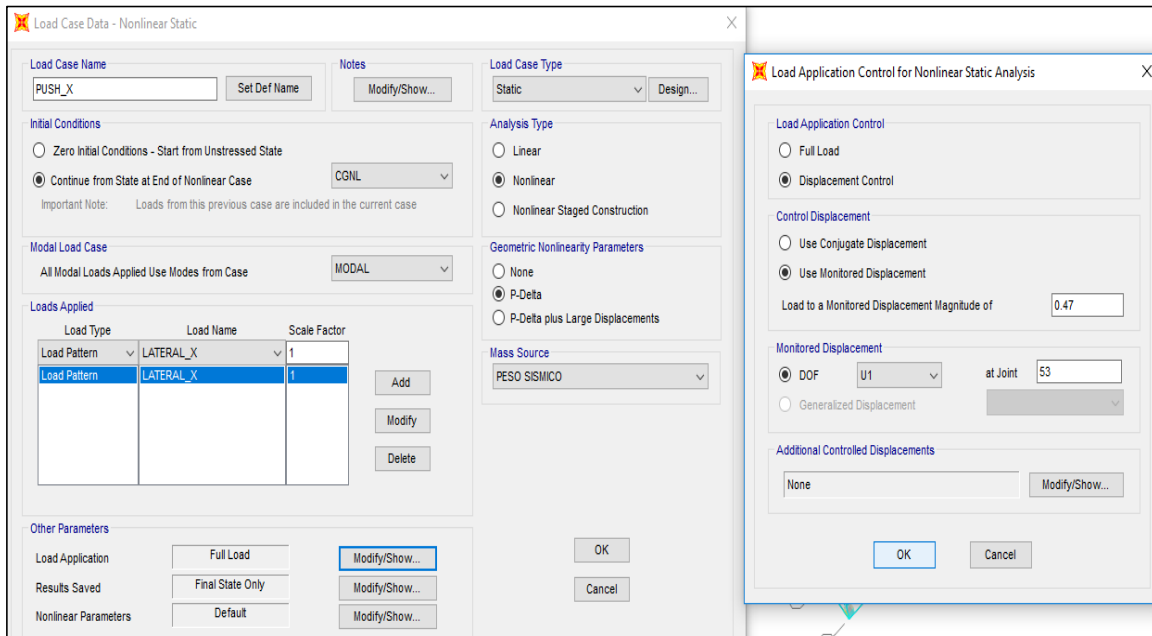 Load Case Data - Nonlinear Static
Load Case Name
PUSH_X
Set Def Name
Notes
Modify/Show...
Load Case Type
Static
Design...
Initial Conditions
Zero Initial Conditions - Start from Unstressed State
Continue from State at End of Nonlinear Case
CGNL
Important Note: Loads from this previous case are included in the current case
Analysis Type
Linear
Nonlinear
Nonlinear Staged Construction
Modal Load Case
All Modal Loads Applied Use Modes from Case
MODAL
Geometric Nonlinearity Parameters
None
P-Delta
P-Delta plus Large Displacements
Loads Applied
Load Type Load Name Scale Factor
Load Pattern LATERAL_X 1
Load Pattern LATERAL_X 1
Add
Modify
Delete
Mass Source
PESO SISMICO
Other Parameters
Load Application Full Load Modify/Show...
Results Saved Final State Only Modify/Show...
Nonlinear Parameters Default Modify/Show...
OK
Cancel
Load Application Control for Nonlinear Static Analysis
Load Application Control
Full Load
Displacement Control
Control Displacement
Use Conjugate Displacement
Use Monitored Displacement
Load to a Monitored Displacement Magnitude of 0.47
Monitored Displacement
DOF U1 at Joint 53
Generalized Displacement
Additional Controlled Displacements
None Modify/Show...
OK Cancel